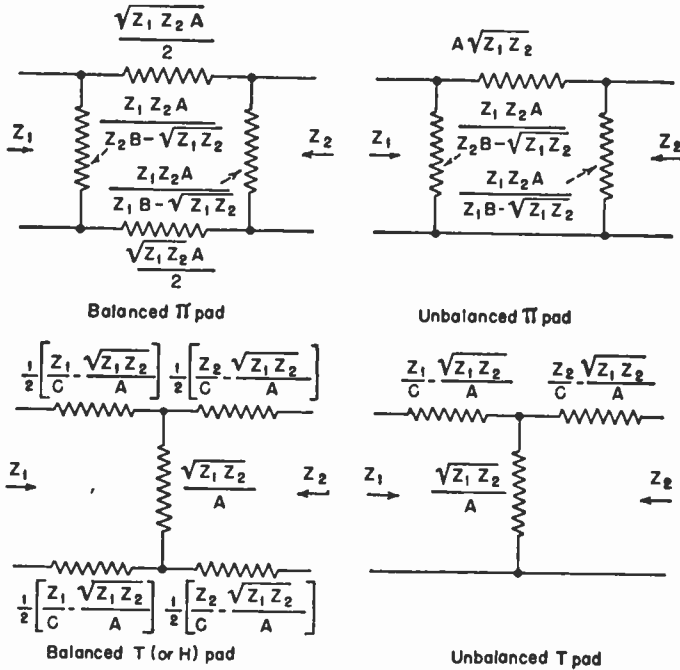 √Z₁ Z₂ A / 2
Z₁ Z₂ A / Z₂ B − √Z₁ Z₂
Z₁
Z₂
Z₁ Z₂ A / Z₁ B − √Z₁ Z₂
√Z₁ Z₂ A / 2
Balanced π pad
A √Z₁ Z₂
Z₁ Z₂ A / Z₂ B − √Z₁ Z₂
Z₁
Z₂
Z₁ Z₂ A / Z₁ B − √Z₁ Z₂
Unbalanced π pad
½ [Z₁/C − √Z₁ Z₂/A] ½ [Z₂/C − √Z₁ Z₂/A]
Z₁
√Z₁ Z₂ / A
Z₂
½ [Z₁/C − √Z₁ Z₂/A] ½ [Z₂/C − √Z₁ Z₂/A]
Balanced T (or H) pad
Z₁/C − √Z₁ Z₂/A Z₂/C − √Z₁ Z₂/A
Z₁
√Z₁ Z₂ / A
Z₂
Unbalanced T pad